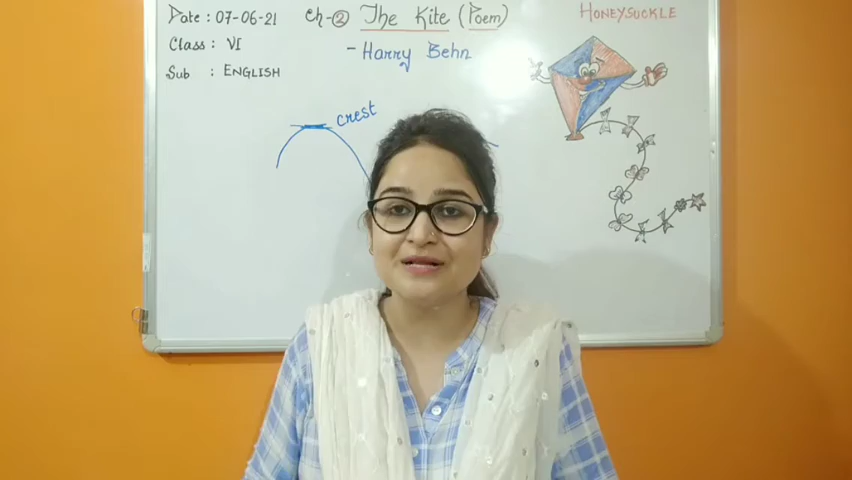 Date : 07-06-21
Ch-② The Kite (Poem)
HONEYSUCKLE
Class : VI
- Harry Behn
Sub : ENGLISH
crest